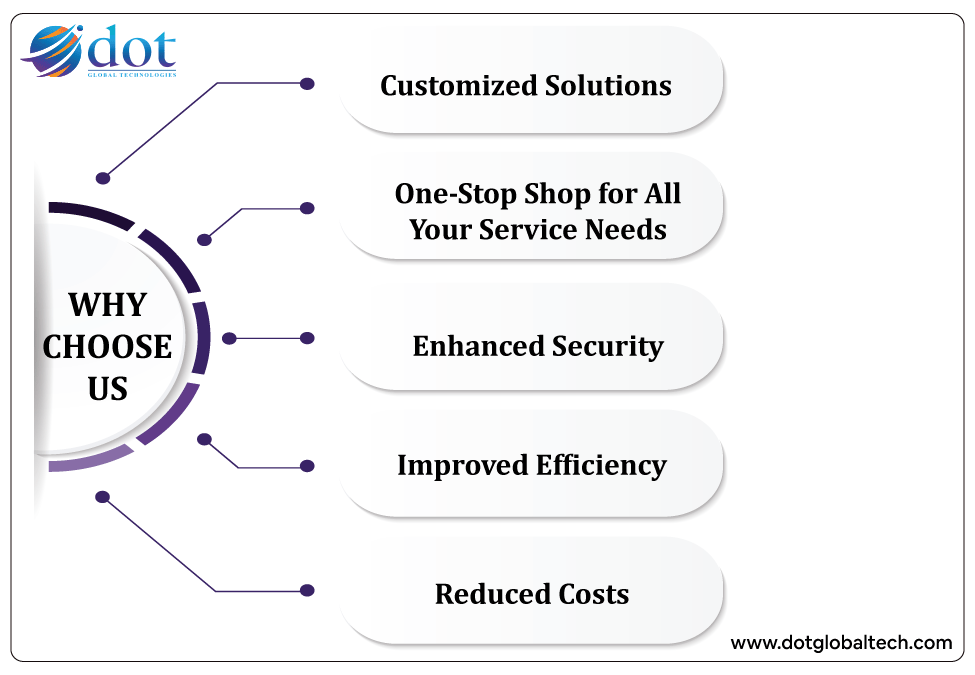 dot
GLOBAL TECHNOLOGIES
Customized Solutions
One-Stop Shop for All
Your Service Needs
WHY
CHOOSE
US
Enhanced Security
Improved Efficiency
Reduced Costs
www.dotglobaltech.com